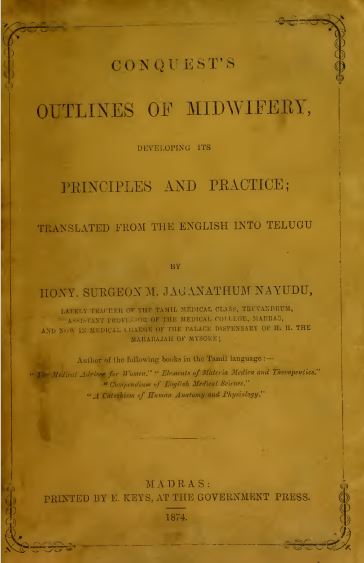 CONQUEST'S
OUTLINES OF MIDWIFERY,
DEVELOPING ITS
PRINCIPLES AND PRACTICE;
TRANSLATED FROM THE ENGLISH INTO TELUGU
BY
HONY. SURGEON M. JAGANATHUM NAYUDU,
LATELY TEACHER OF THE TAMIL MEDICAL CLASS, TREVANDRUM,
ASSISTANT PROFESSOR OF THE MEDICAL COLLEGE, MADRAS,
AND NOW IN MEDICAL CHARGE OF THE PALACE DISPENSARY OF H. H. THE
MAHARAJAH OF MYSORE;
Author of the following books in the Tamil language:—
"The Medical Adviser for Women," "Elements of Materia Medica and Therapeutics,"
"Compendium of English Medical Science,"
"A Catechism of Human Anatomy and Physiology."
MADRAS:
PRINTED BY E. KEYS, AT THE GOVERNMENT PRESS.
1874.